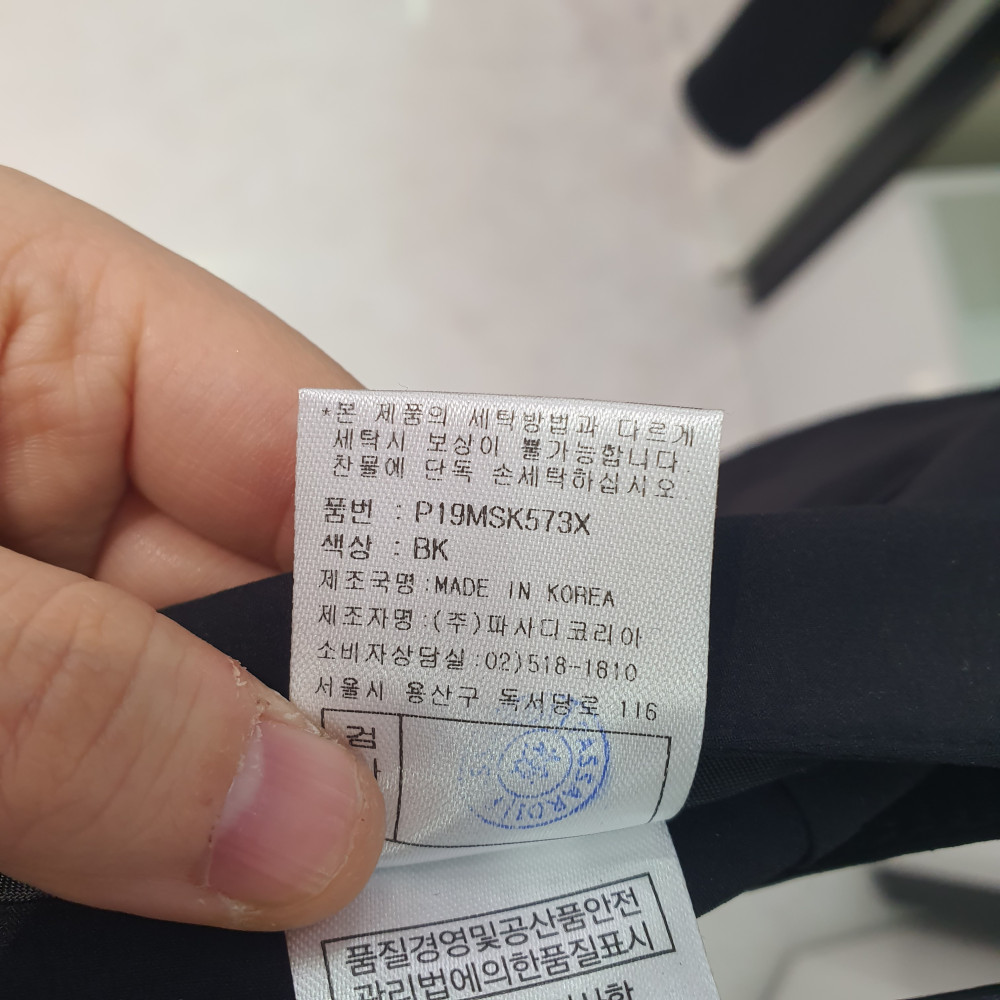 *본 제품의 세탁방법과 다르게
세탁시 보상이 뿔가능합니다.
찬물에 단독 손세탁하십시오
품번 : P19MSK573X
색상 : BK
제조국명:MADE IN KOREA
제조자명:(주)파사디코리아
소비자상담실:02)518-1810
서울시 용산구 독서당로 116
검
품질경영및공산품안전
관리법에의한품질표시